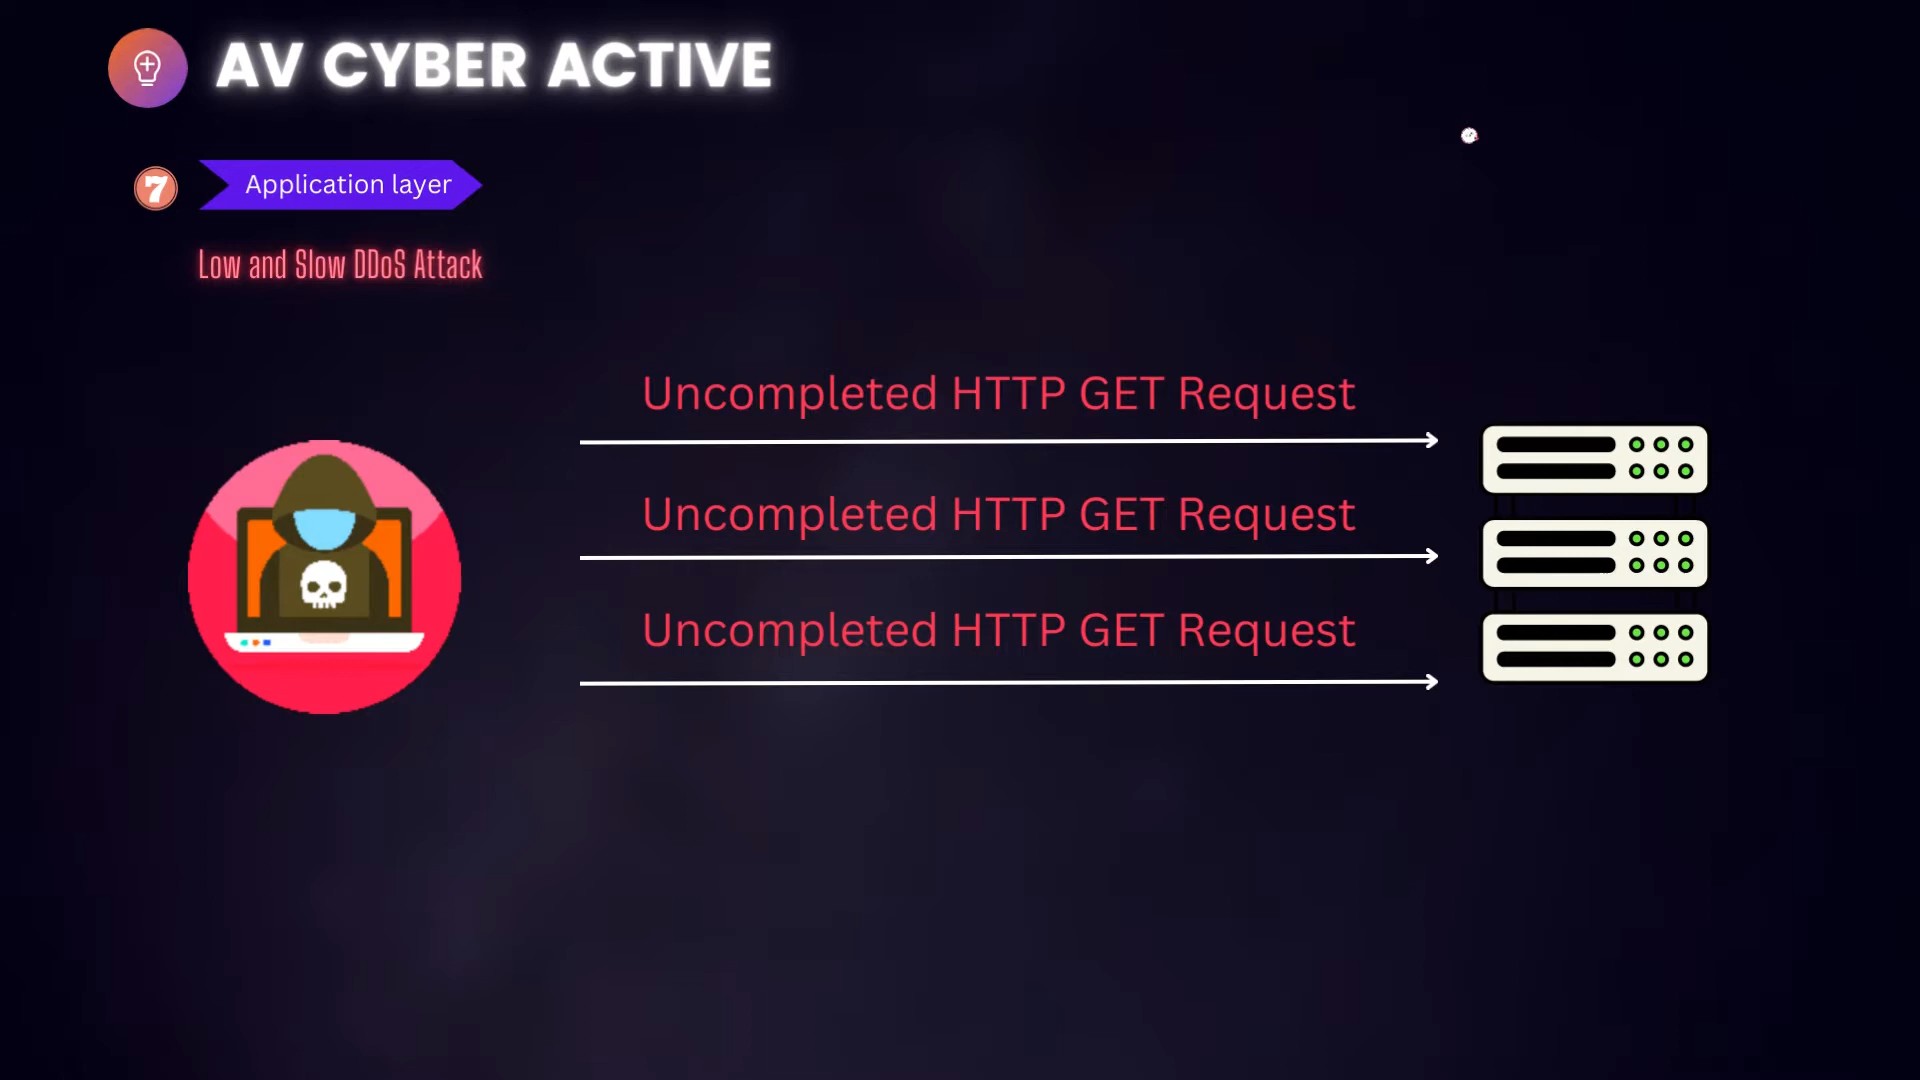 AV CYBER ACTIVE
7
Application layer
Low and Slow DDoS Attack
Uncompleted HTTP GET Request
Uncompleted HTTP GET Request
Uncompleted HTTP GET Request